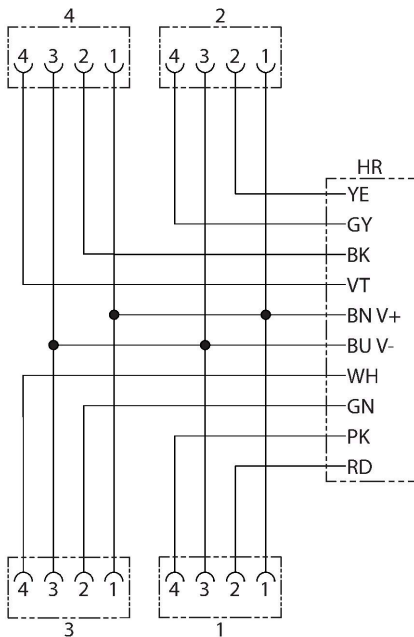 4 2
4 3 2 1 4 3 2 1
HR
YE
GY
BK
VT
BN V+
BU V-
WH
GN
PK
RD
4 3 2 1 4 3 2 1
3 1